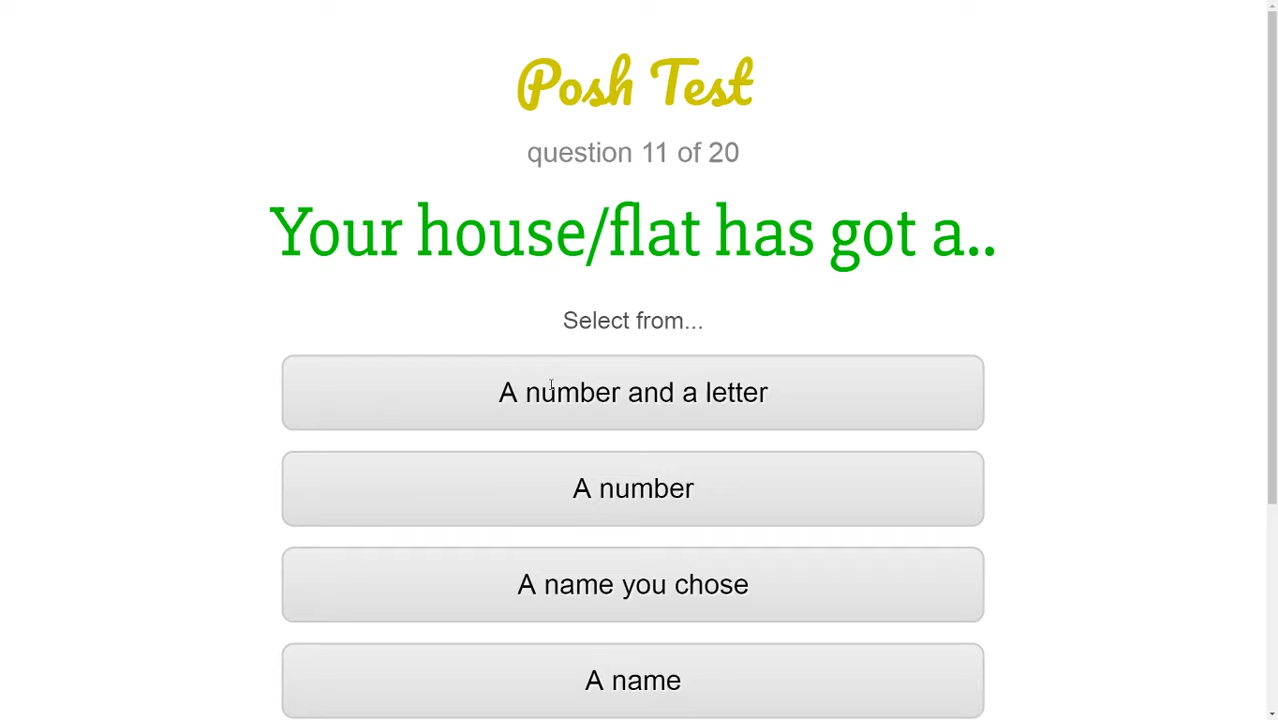 Posh Test
question 11 of 20
Your house/flat has got a..
Select from...
A number and a letter
A number
A name you chose
A name